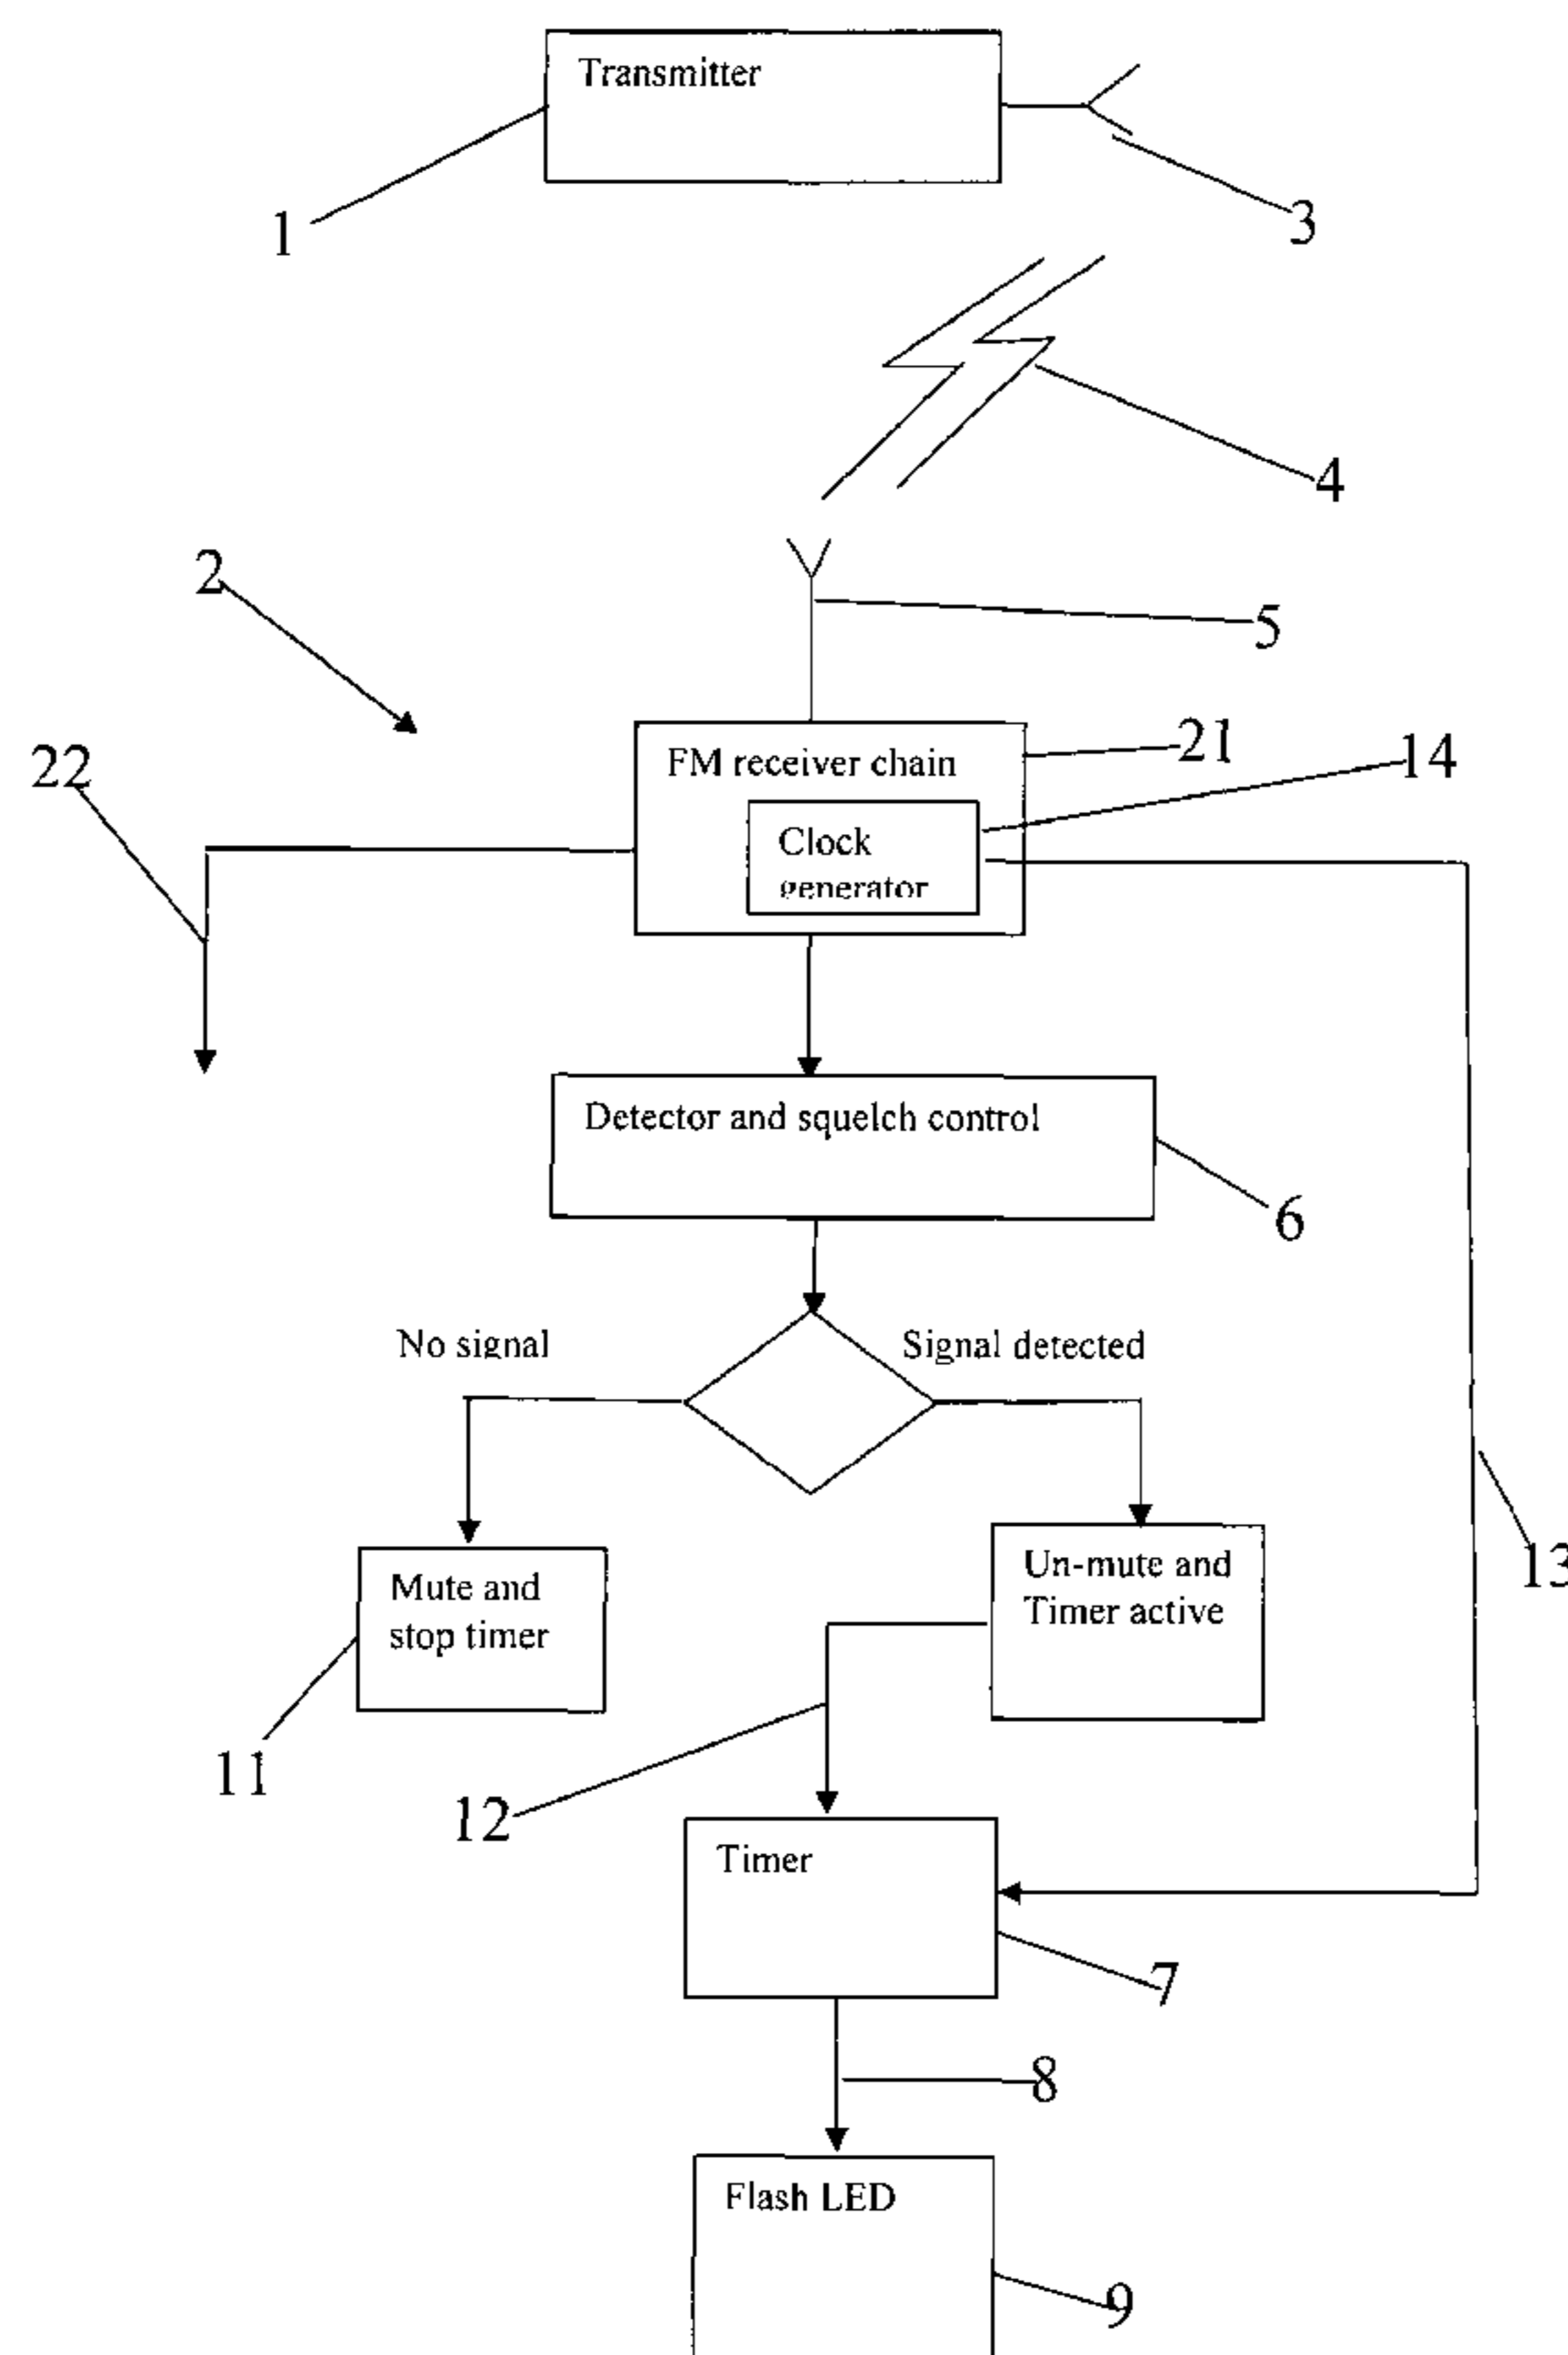 Transmitter
1
3
4
2
5
22
FM receiver chain
21
14
Clock
generator
Detector and squelch control
6
No signal
Signal detected
Mute and
stop timer
Un-mute and
Timer active
13
11
12
Timer
7
8
Flash LED
9